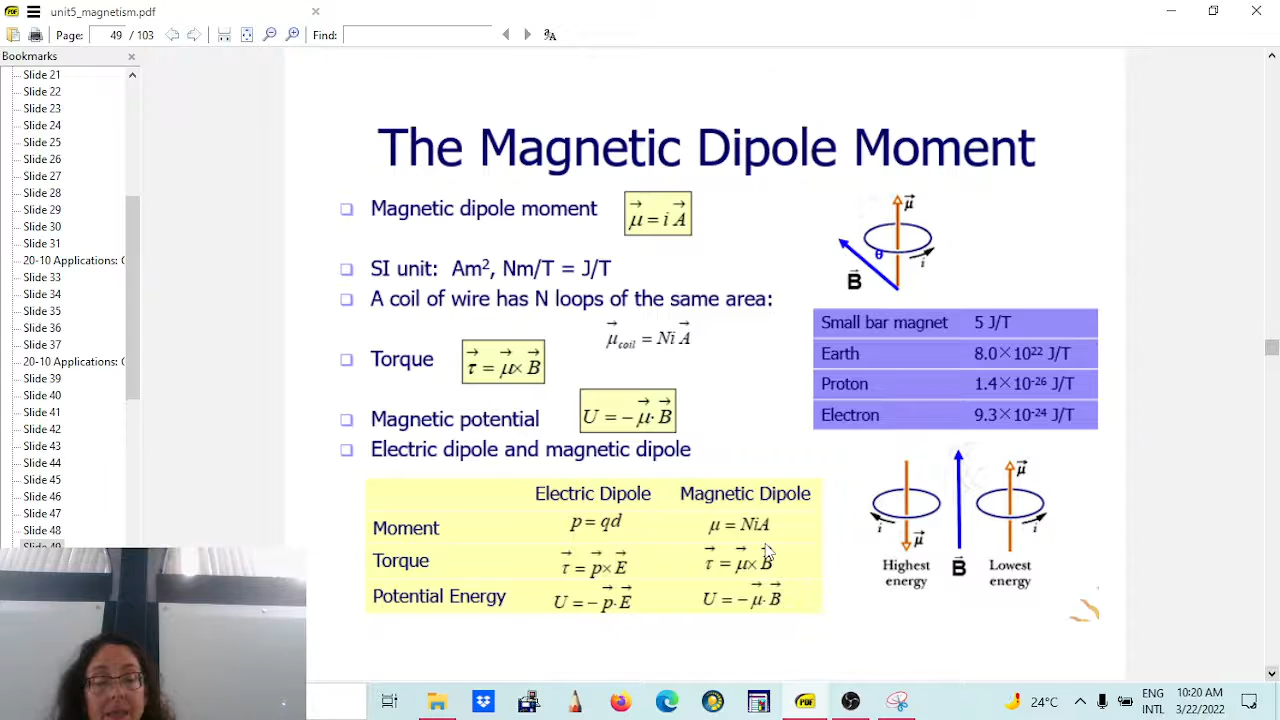 unit5_magnetism.pdf
Page: 49 / 103 Find:
Bookmarks
Slide 21
Slide 22
Slide 23
Slide 24
Slide 25
Slide 26
Slide 27
Slide 28
Slide 29
Slide 30
Slide 31
20-10 Applications: (
Slide 33
Slide 34
Slide 35
Slide 36
Slide 37
20-10 Applications: (
Slide 39
Slide 40
Slide 41
Slide 42
Slide 43
Slide 44
Slide 45
Slide 46
Slide 47
Slide 48
Slide 49
The Magnetic Dipole Moment
Magnetic dipole moment μ⃗ = i A⃗
SI unit: Am², Nm/T = J/T
A coil of wire has N loops of the same area:
μ⃗coil = Ni A⃗
Torque τ⃗ = μ⃗ × B⃗
Magnetic potential U = − μ⃗ · B⃗
Electric dipole and magnetic dipole
Electric Dipole Magnetic Dipole
Moment p = qd μ = NiA
Torque τ⃗ = p⃗ × E⃗ τ⃗ = μ⃗ × B⃗
Potential Energy U = − p⃗ · E⃗ U = − μ⃗ · B⃗
μ⃗
θ
i
B⃗
Small bar magnet 5 J/T
Earth 8.0×10²² J/T
Proton 1.4×10⁻²⁶ J/T
Electron 9.3×10⁻²⁴ J/T
μ⃗
i i
μ⃗
Highest energy
B⃗
Lowest energy
24°C
ENG
INTL
10:20 AM
3/22/2022